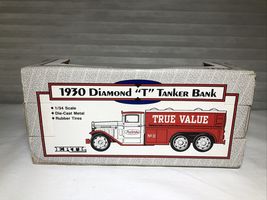 1930 Diamond "T" Tanker Bank
• 1/34 Scale
• Die-Cast Metal
• Rubber Tires
TRUE VALUE
ERTL